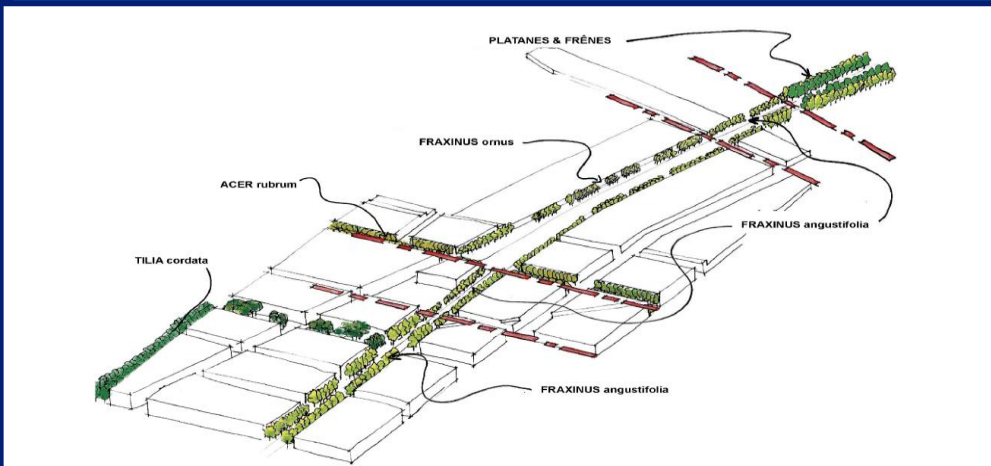 PLATANES & FRÊNES
FRAXINUS ornus
ACER rubrum
FRAXINUS angustifolia
TILIA cordata
FRAXINUS angustifolia